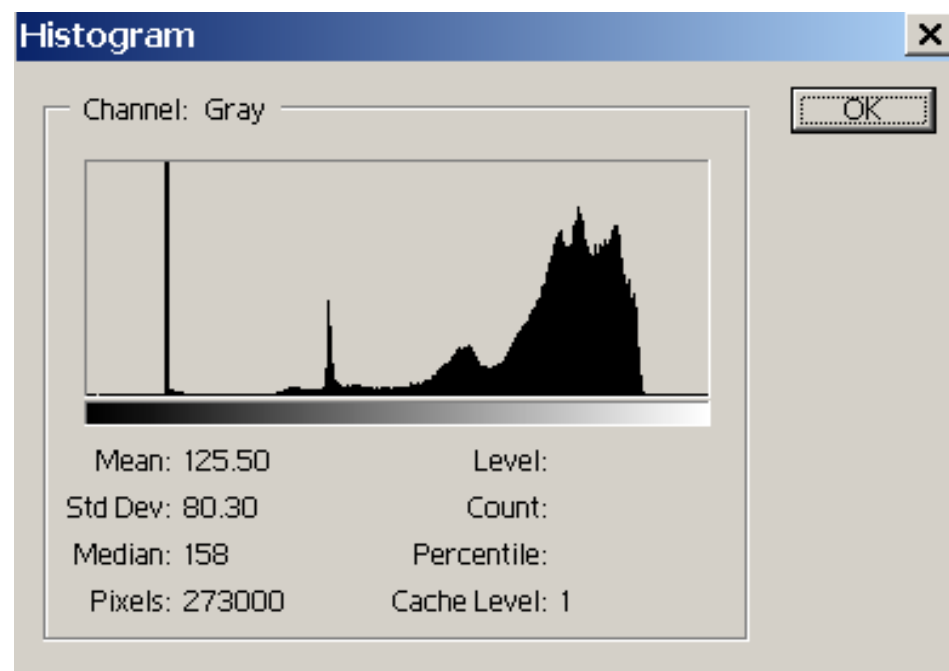 Histogram
OK
Channel: Gray
Mean: 125.50 Level:
Std Dev: 80.30 Count:
Median: 158 Percentile:
Pixels: 273000 Cache Level: 1